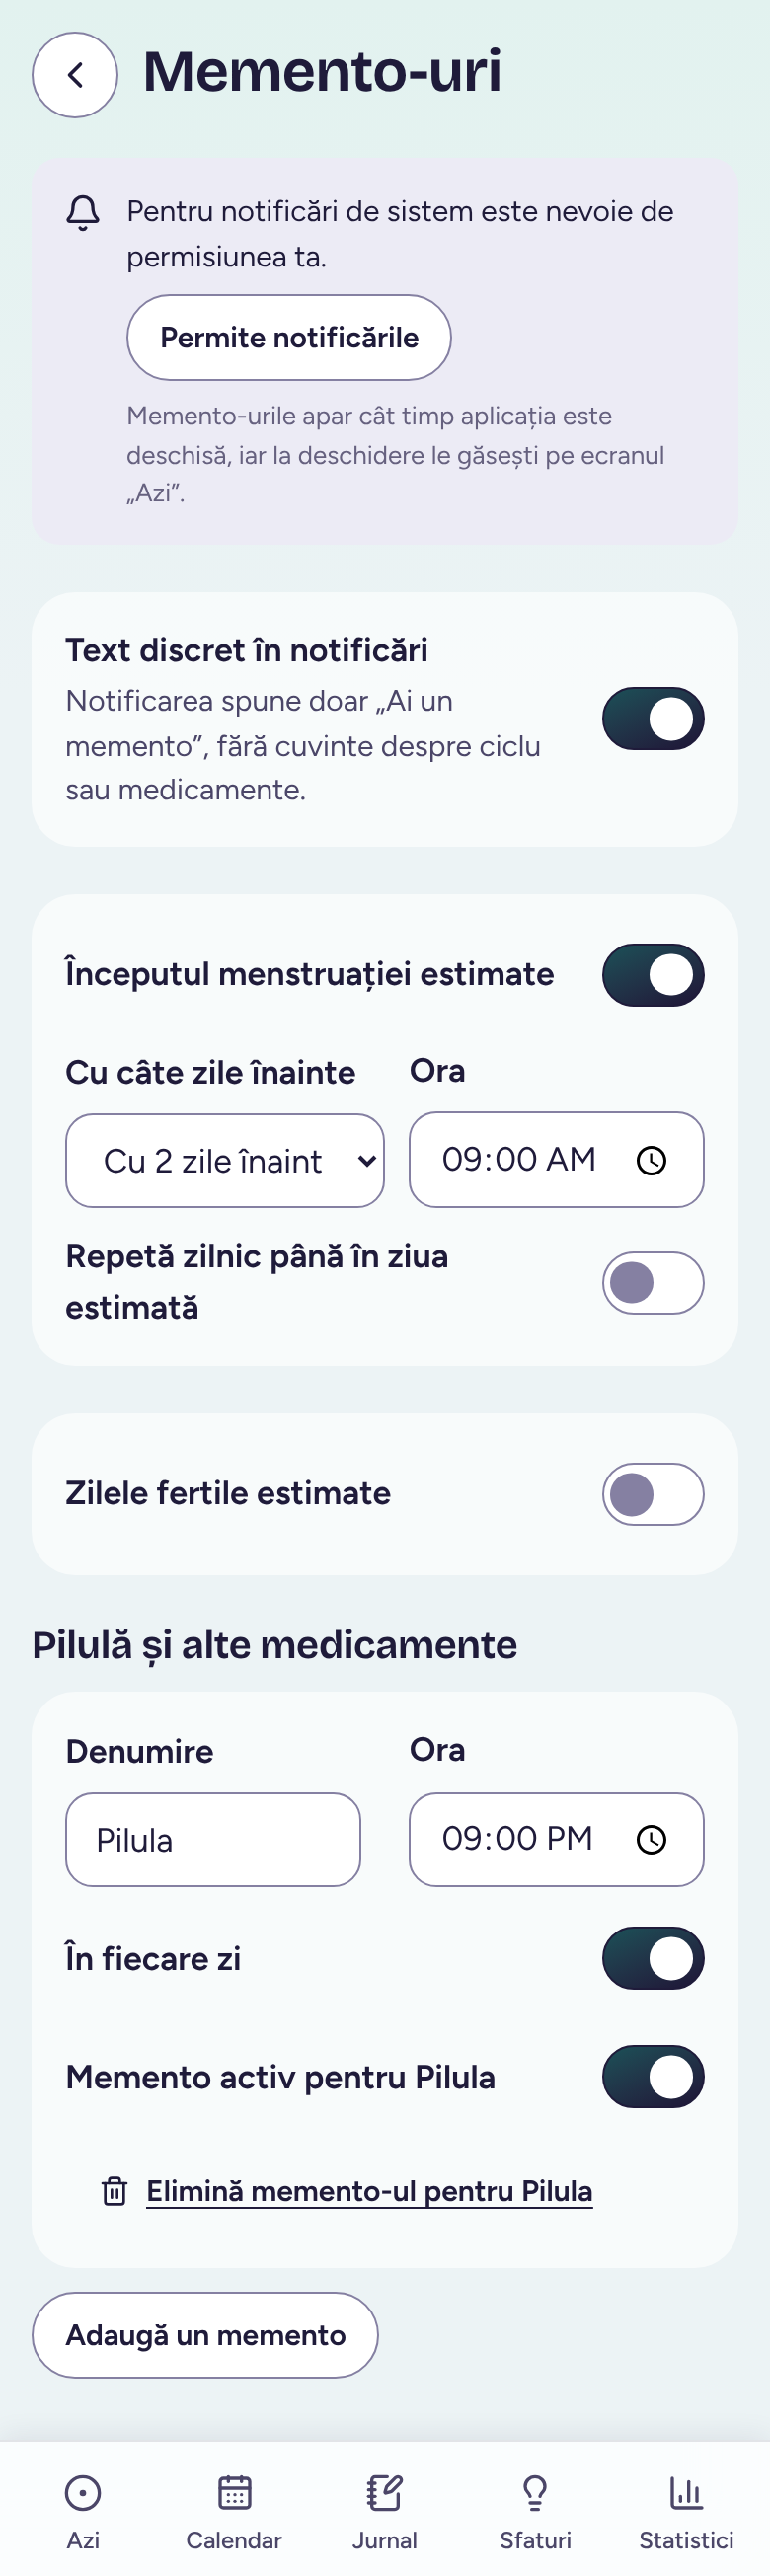 Memento-uri
Pentru notificări de sistem este nevoie de
permisiunea ta.
Permite notificările
Memento-urile apar cât timp aplicația este
deschisă, iar la deschidere le găsești pe ecranul
„Azi”.
Text discret în notificări
Notificarea spune doar „Ai un
memento”, fără cuvinte despre ciclu
sau medicamente.
Începutul menstruației estimate
Cu câte zile înainte
Ora
Cu 2 zile înaint
09:00 AM
Repetă zilnic până în ziua
estimată
Zilele fertile estimate
Pilulă și alte medicamente
Denumire
Ora
Pilula
09:00 PM
În fiecare zi
Memento activ pentru Pilula
Elimină memento-ul pentru Pilula
Adaugă un memento
Azi
Calendar
Jurnal
Sfaturi
Statistici